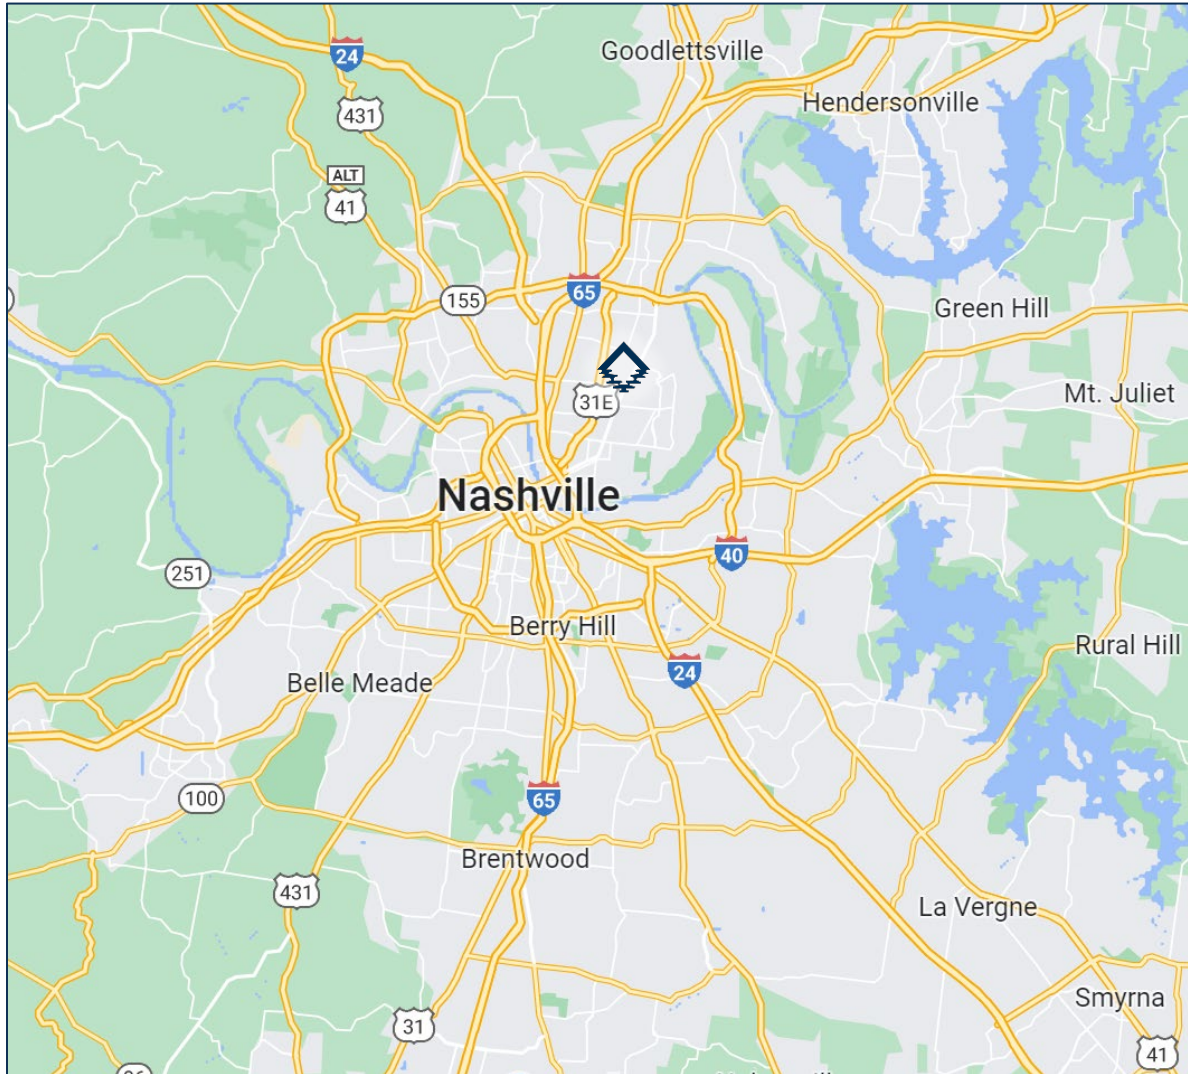 Goodlettsville
24
Hendersonville
431
ALT
41
65
155
Green Hill
Mt. Juliet
31E
Nashville
40
251
Berry Hill
Rural Hill
24
Belle Meade
65
100
Brentwood
431
La Vergne
Smyrna
31
41